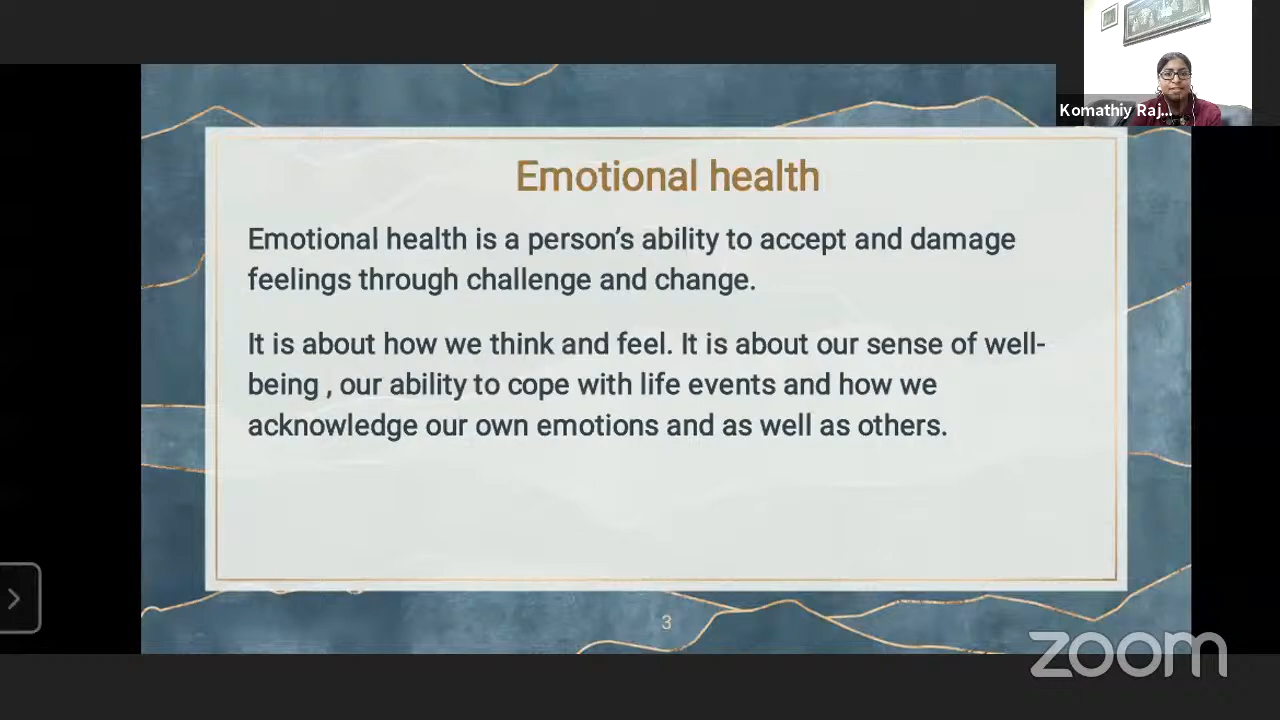 Komathiy Raj...
Emotional health
Emotional health is a person’s ability to accept and damage
feelings through challenge and change.
It is about how we think and feel. It is about our sense of well-
being , our ability to cope with life events and how we
acknowledge our own emotions and as well as others.
3
zoom